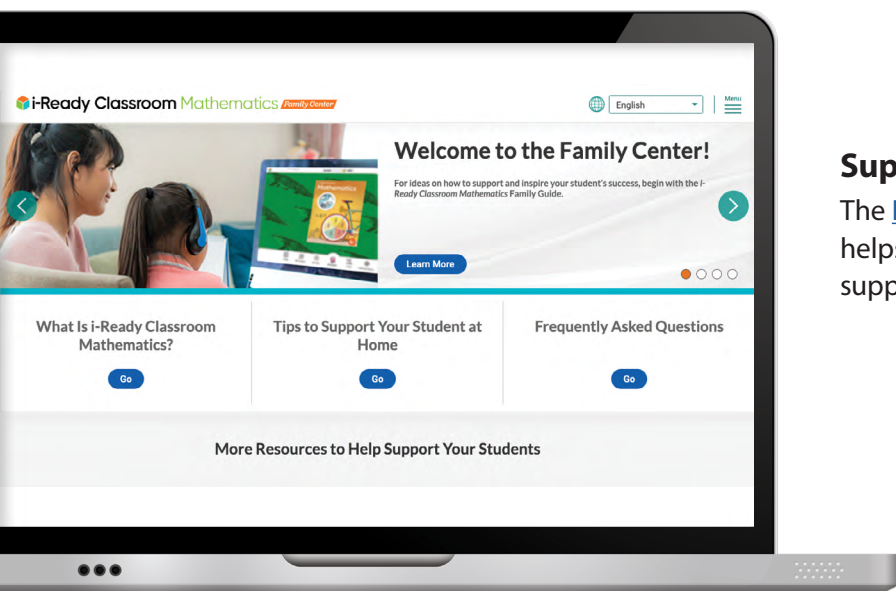 i-Ready Classroom Mathematics Family Center
English
Menu
Welcome to the Family Center!
For ideas on how to support and inspire your student's success, begin with the i-
Ready Classroom Mathematics Family Guide.
Learn More
Mathematics
What Is i-Ready Classroom
Mathematics?
Go
Tips to Support Your Student at
Home
Go
Frequently Asked Questions
Go
More Resources to Help Support Your Students
The